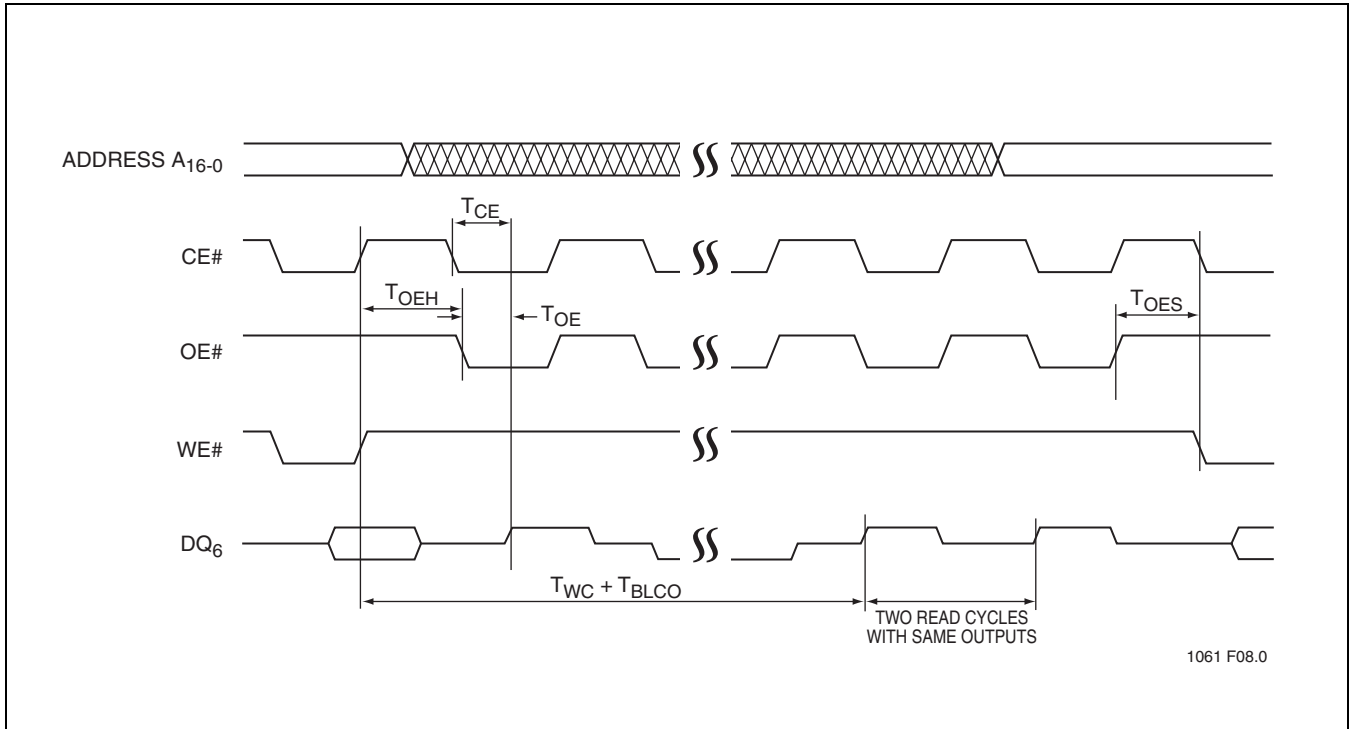 ADDRESS A16-0
TCE
CE#
TOEH
TOE
TOES
OE#
WE#
DQ6
TWC + TBLCO
TWO READ CYCLES
WITH SAME OUTPUTS
1061 F08.0